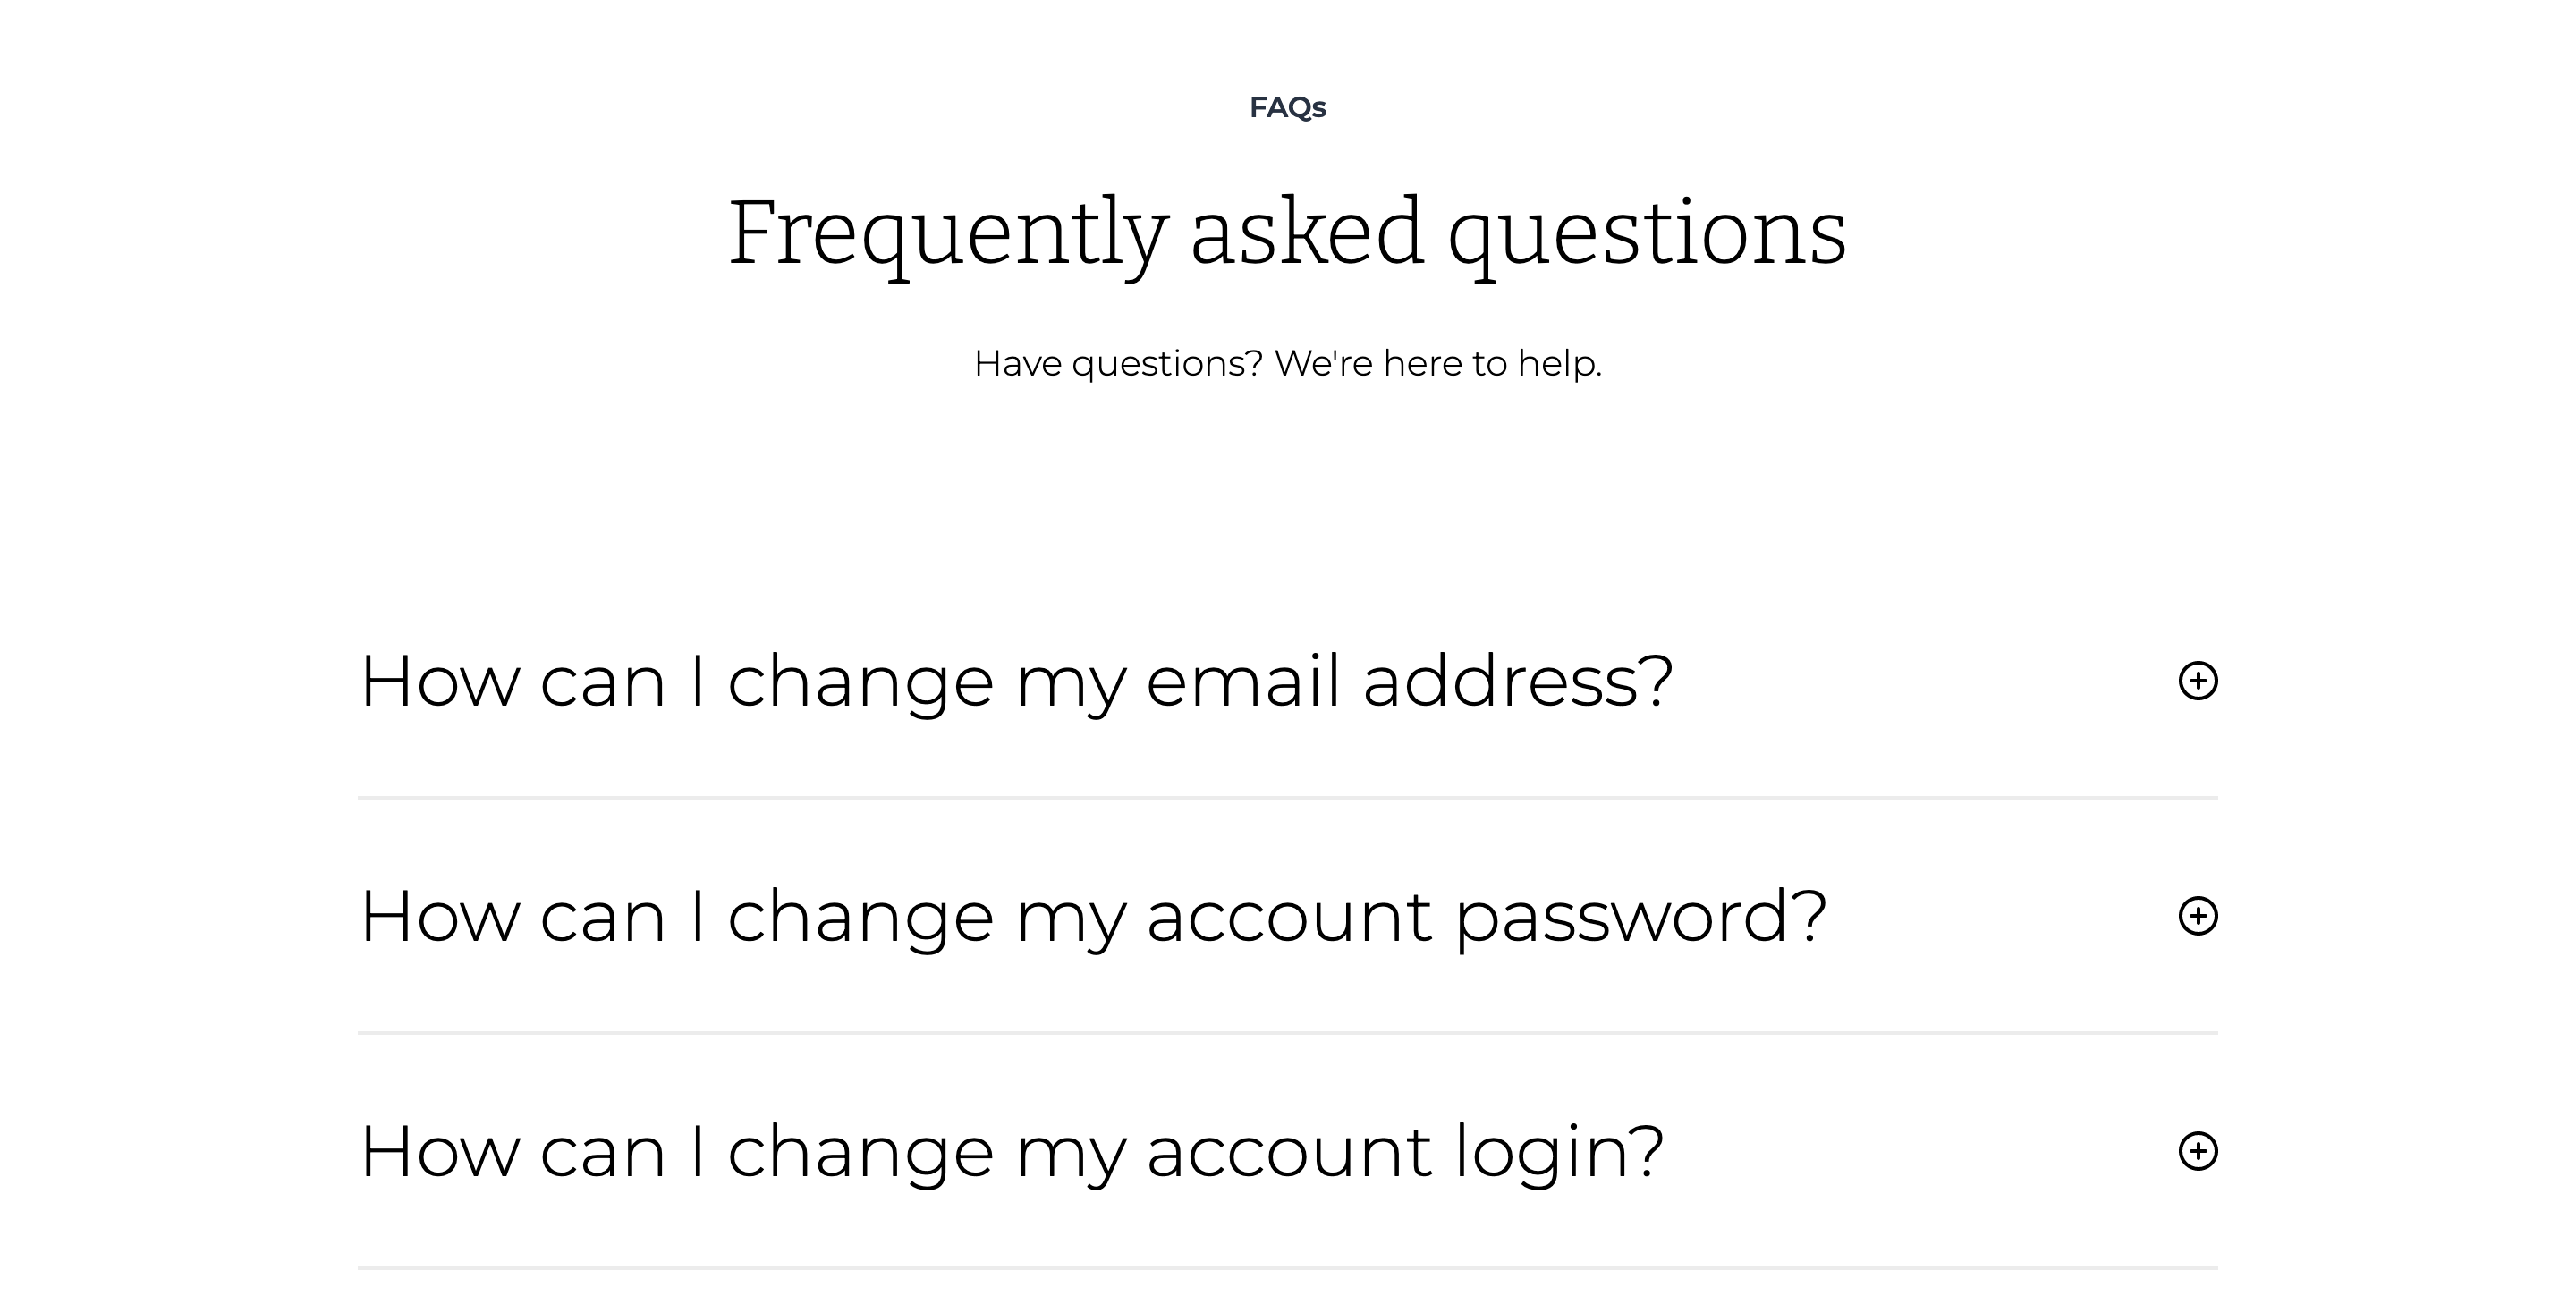 FAQs
Frequently asked questions
Have questions? We're here to help.
How can I change my email address?
How can I change my account password?
How can I change my account login?